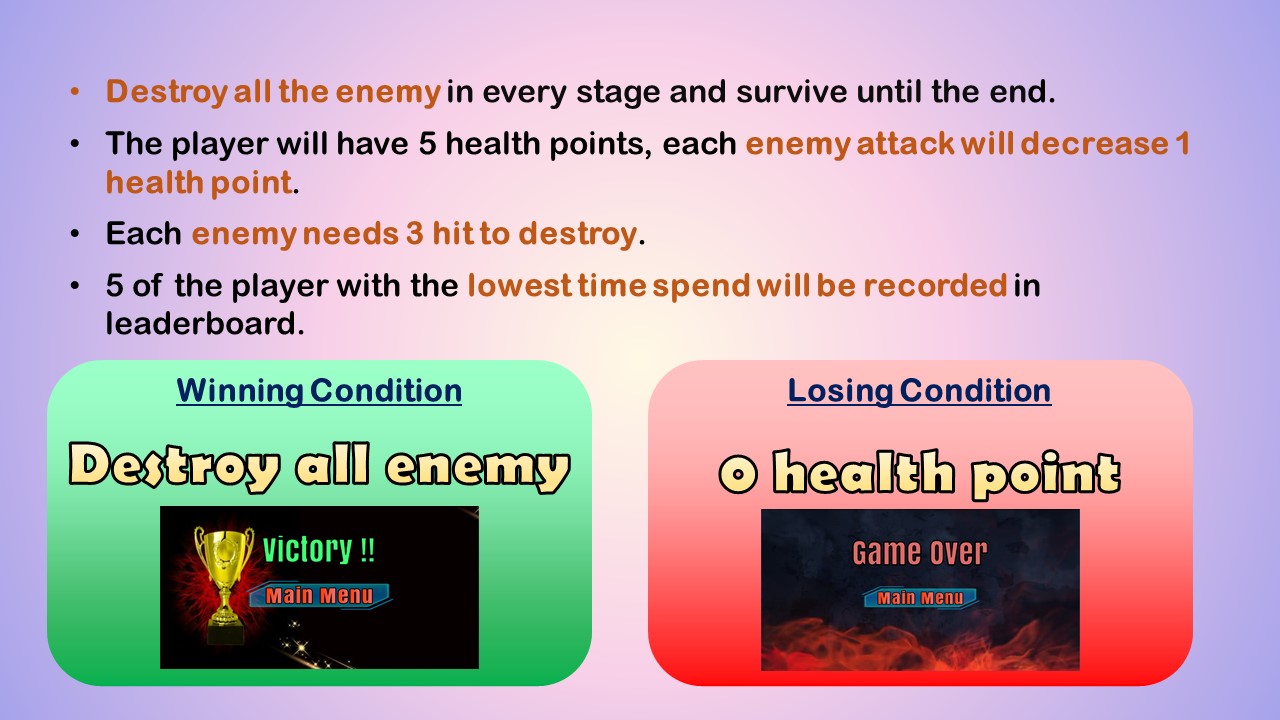 • Destroy all the enemy in every stage and survive until the end.
• The player will have 5 health points, each enemy attack will decrease 1
health point.
• Each enemy needs 3 hit to destroy.
• 5 of the player with the lowest time spend will be recorded in
leaderboard.
Winning Condition
Destroy all enemy
Victory !!
Main Menu
Losing Condition
0 health point
Game Over
Main Menu